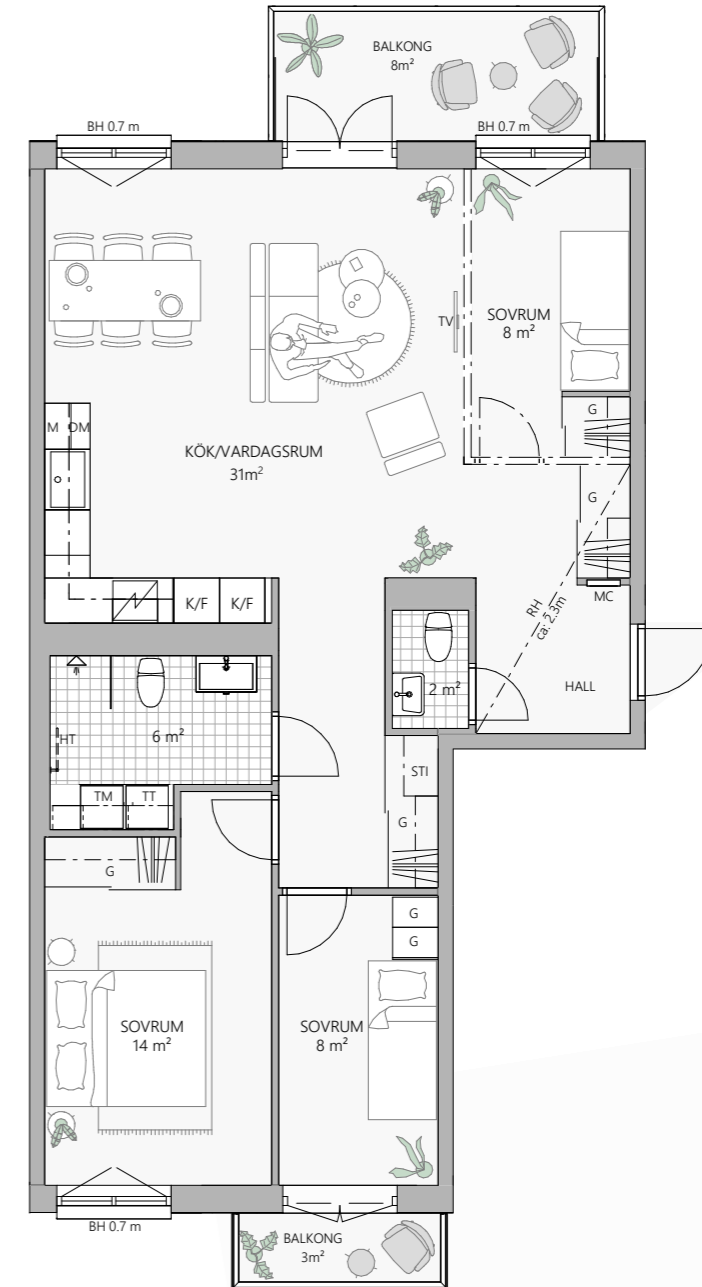 BALKONG
8m²
BH 0.7 m
BH 0.7 m
TV
SOVRUM
8 m²
M DM
G
KÖK/VARDAGSRUM
31m²
G
K/F K/F
RH
ca: 2.3m
MC
HALL
2 m²
6 m²
HT
TM TT
STI
G
G
G
G
SOVRUM
14 m²
SOVRUM
8 m²
BH 0.7 m
BALKONG
3m²